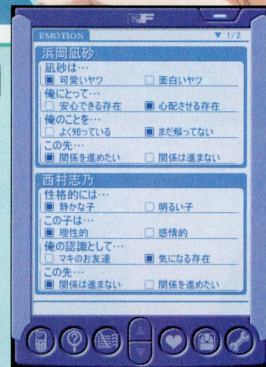 EMOTION ▼ 1/2
浜岡凪砂
凪砂は…
■ 可愛いヤツ □ 面白いヤツ
俺にとって…
□ 安心できる存在 ■ 心配させる存在
俺のことを…
□ よく知っている ■ まだ解ってない
この先…
■ 関係を進めたい □ 関係は進まない
西村志乃
性格的には…
■ 静かな子 □ 明るい子
この子は…
■ 理性的 □ 感情的
俺の認識として…
□ マキのお友達 ■ 気になる存在
この先…
■ 関係は進まない □ 関係を進めたい